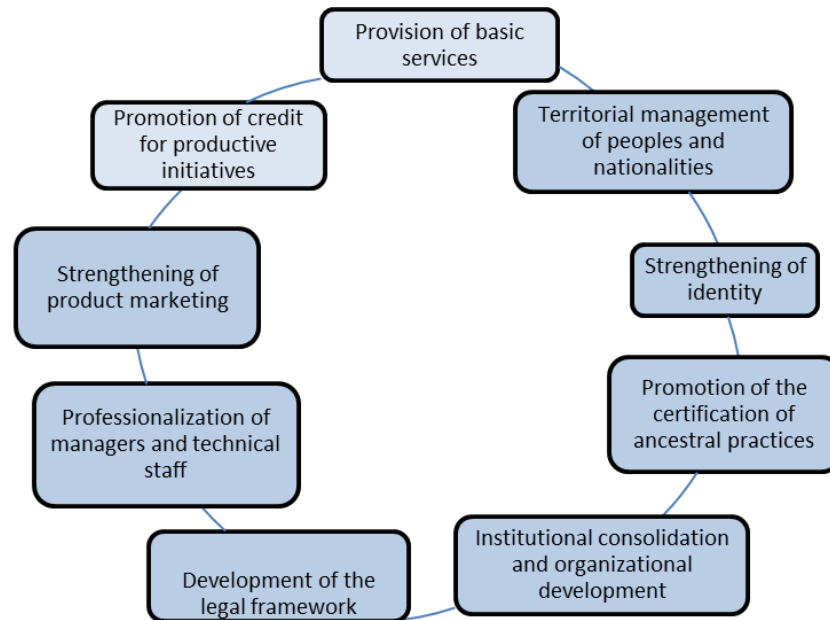 Provision of basic
services
Territorial management
of peoples and
nationalities
Strengthening of
identity
Promotion of the
certification of
ancestral practices
Institutional consolidation
and organizational
development
Development of the
legal framework
Professionalization of
managers and technical
staff
Strengthening of
product marketing
Promotion of credit
for productive
initiatives